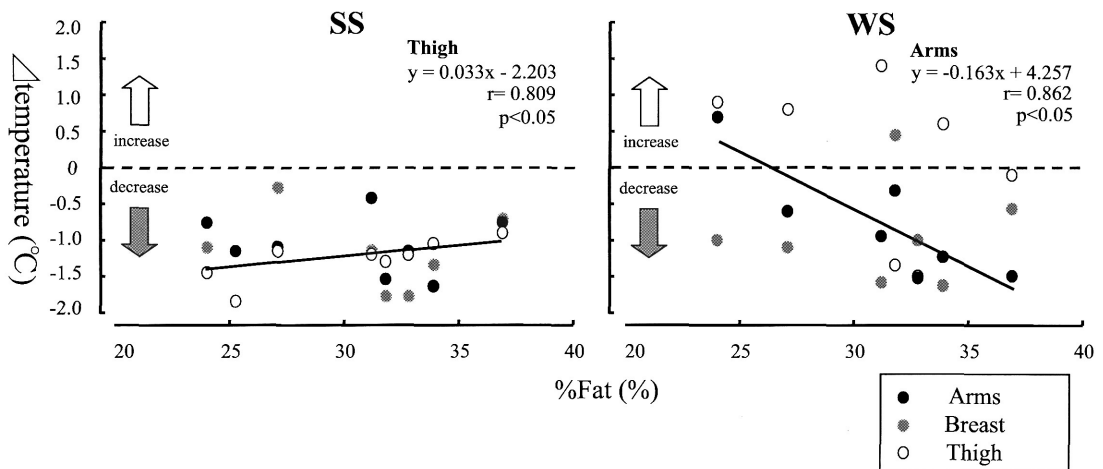 SS
Thigh
y = 0.033x - 2.203
r= 0.809
p<0.05
△temperature (°C)
2.0
1.5
1.0
0.5
0
-0.5
-1.0
-1.5
-2.0
increase
decrease
20 25 30 35 40
WS
Arms
y = -0.163x + 4.257
r= 0.862
p<0.05
increase
decrease
20 25 30 35 40
%Fat (%)
Arms
Breast
Thigh